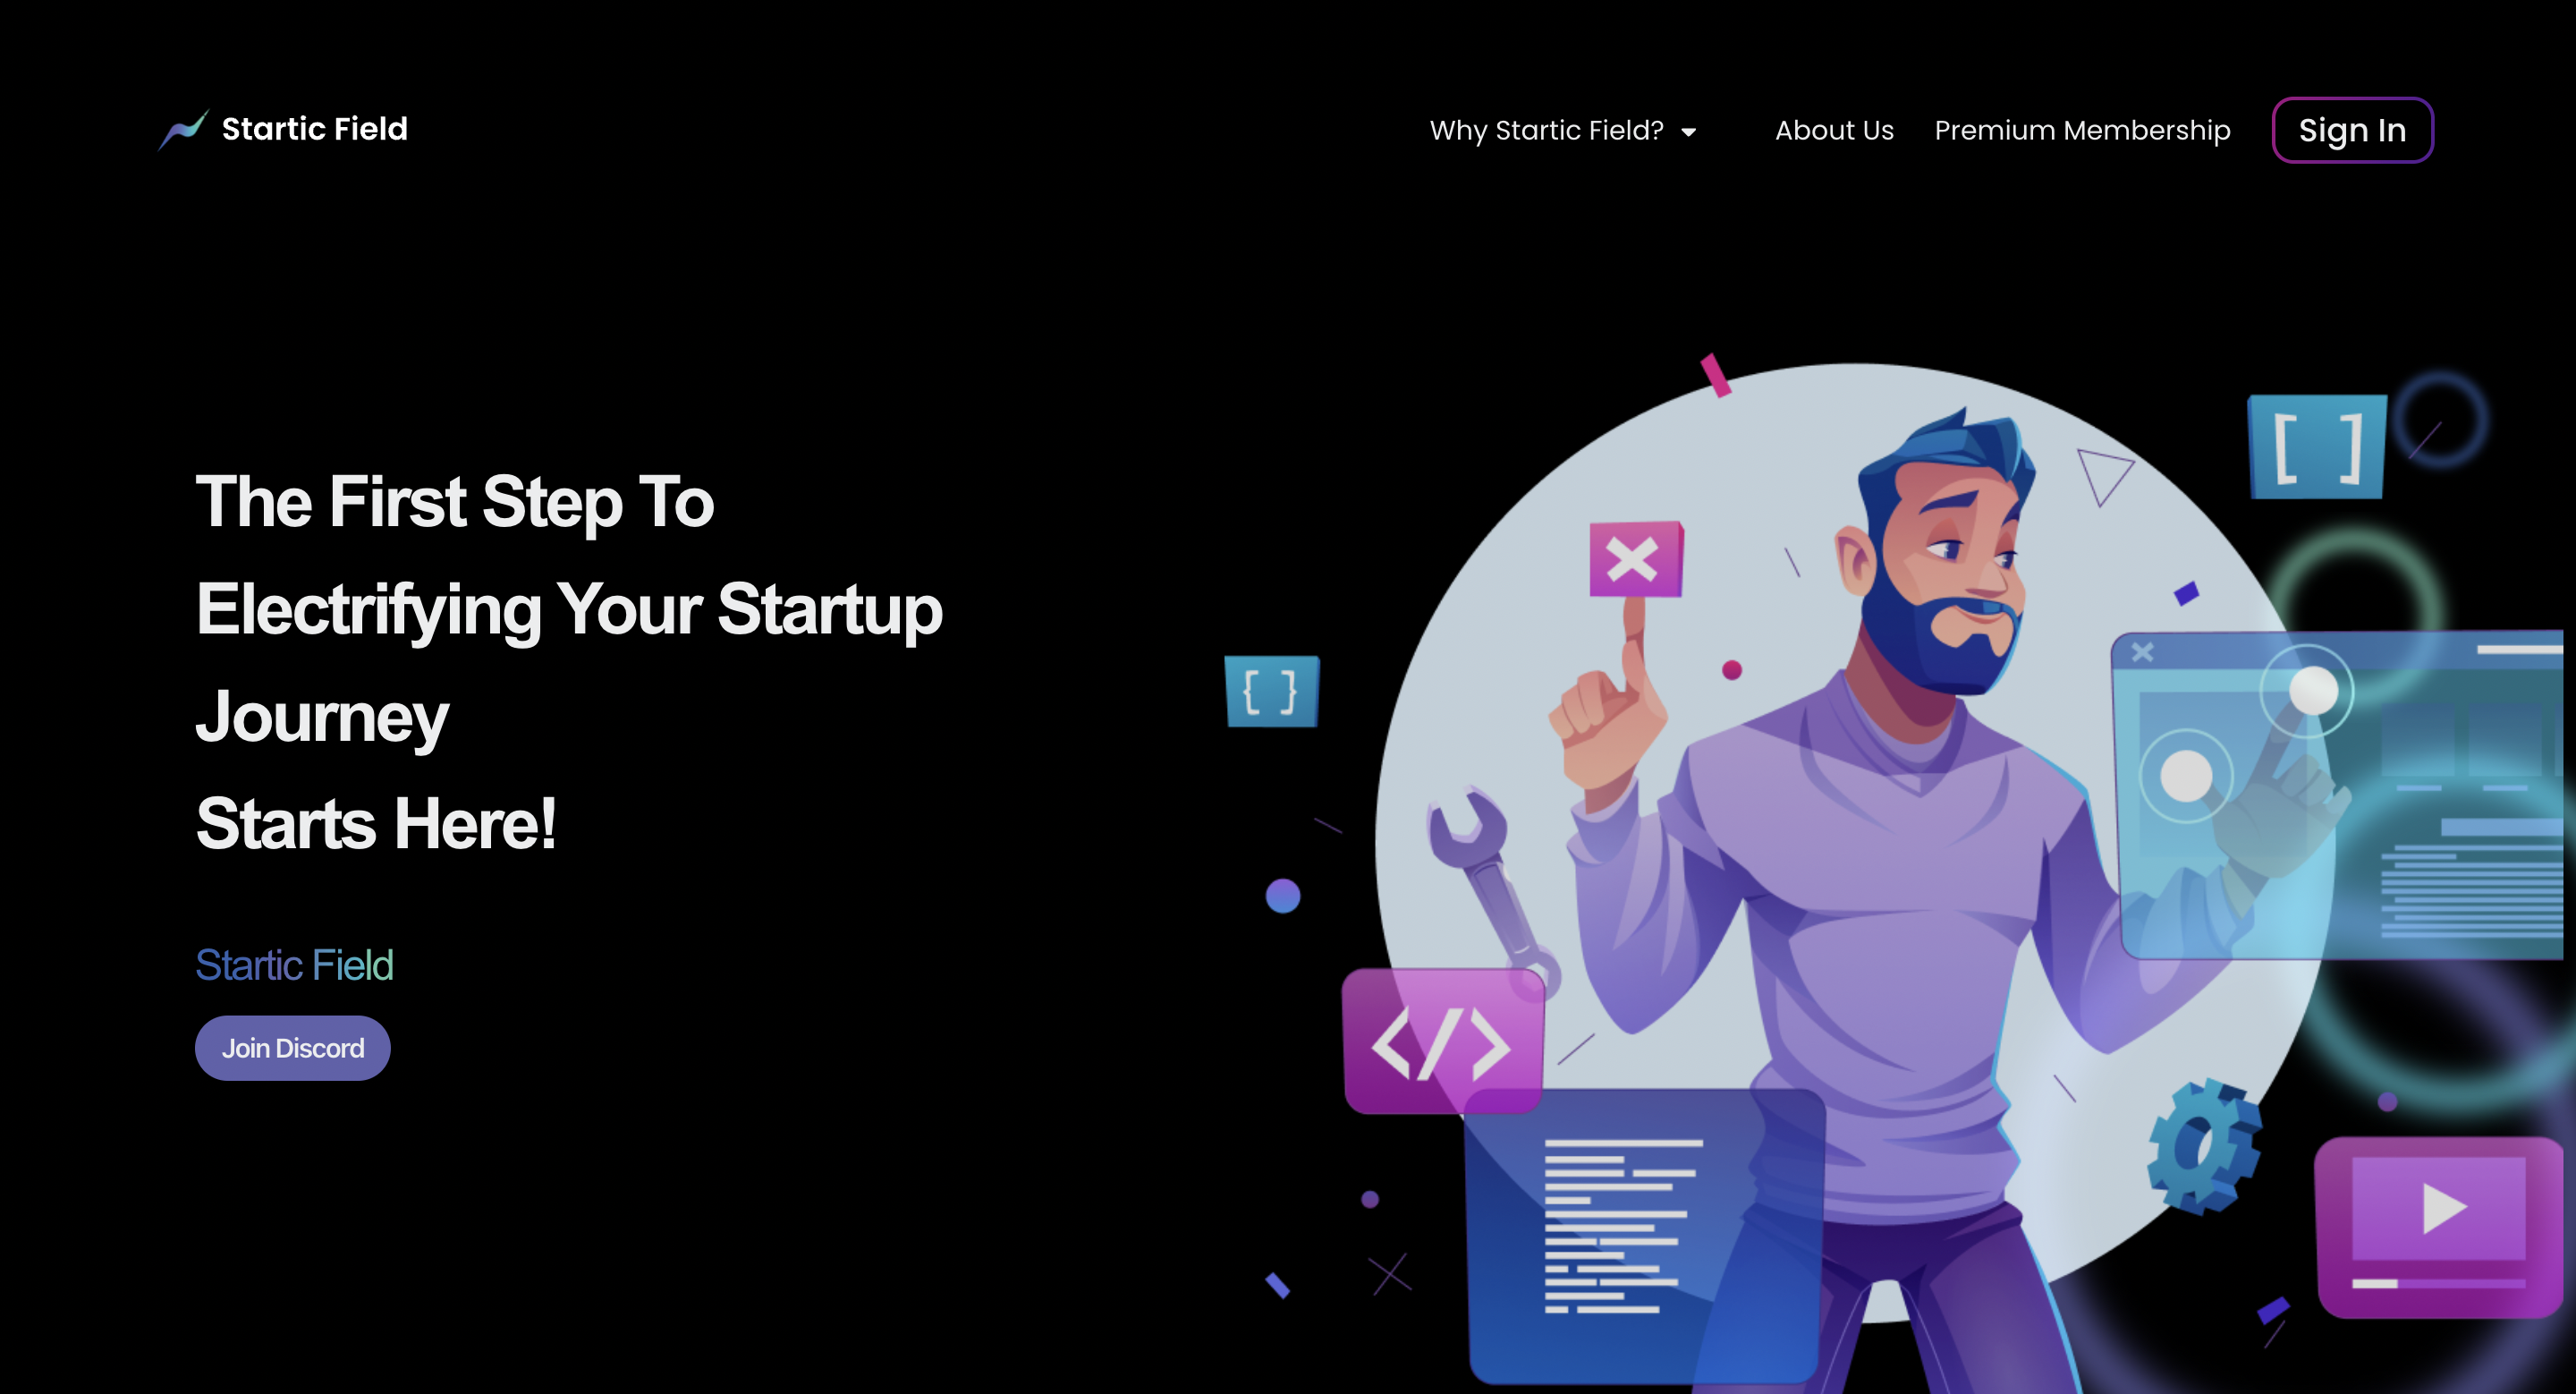 Startic Field
Why Startic Field?
About Us
Premium Membership
Sign In
The First Step To
Electrifying Your Startup
Journey
Starts Here!
Startic Field
Join Discord
[ ]
{ }
</>